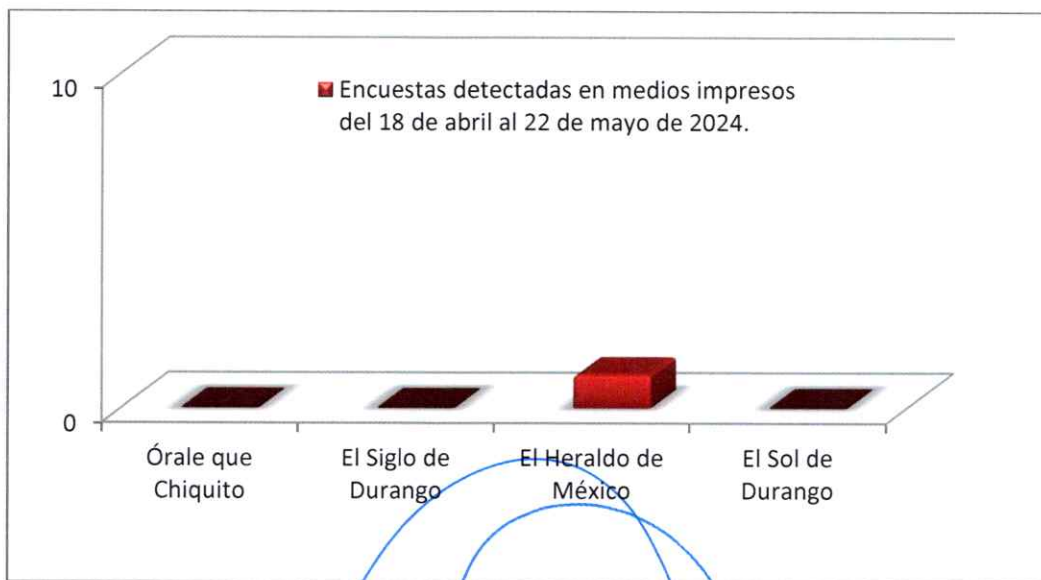 10
Encuestas detectadas en medios impresos
del 18 de abril al 22 de mayo de 2024.
0
Órale que
Chiquito
El Siglo de
Durango
El Heraldo de
México
El Sol de
Durango